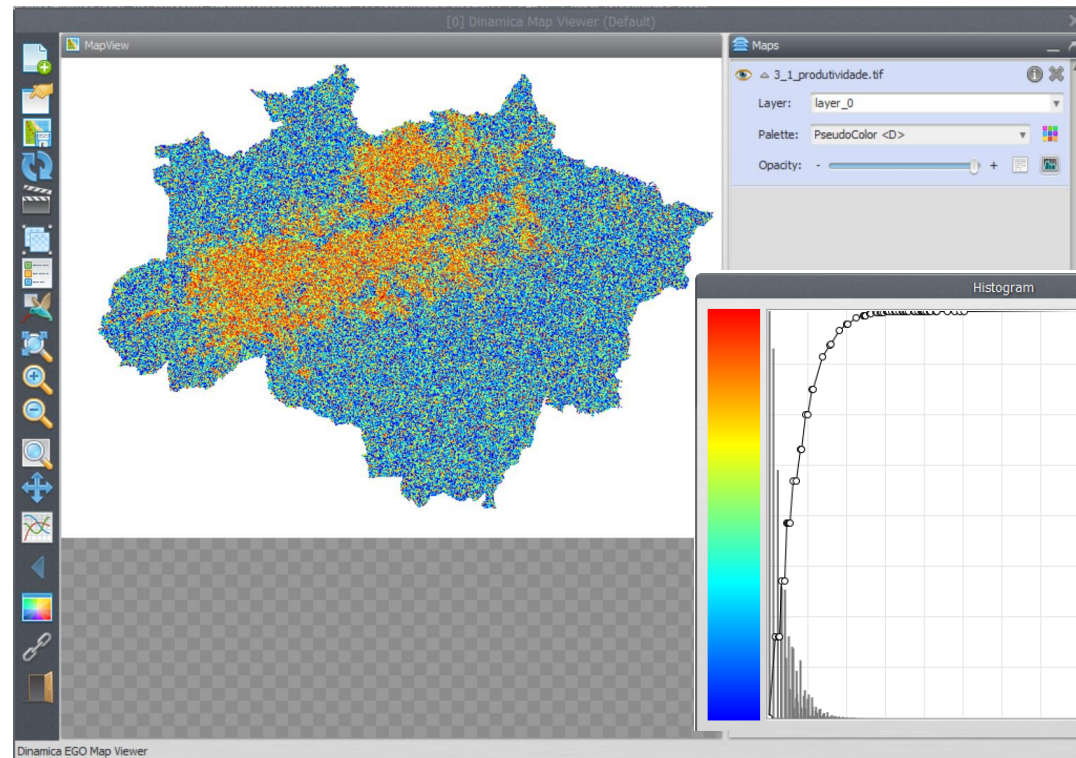 [0] Dinamica Map Viewer (Default)
MapView
Maps
3_1_produtividade.tif
Layer: layer_0
Palette: PseudoColor <D>
Opacity: - +
Histogram
Dinamica EGO Map Viewer